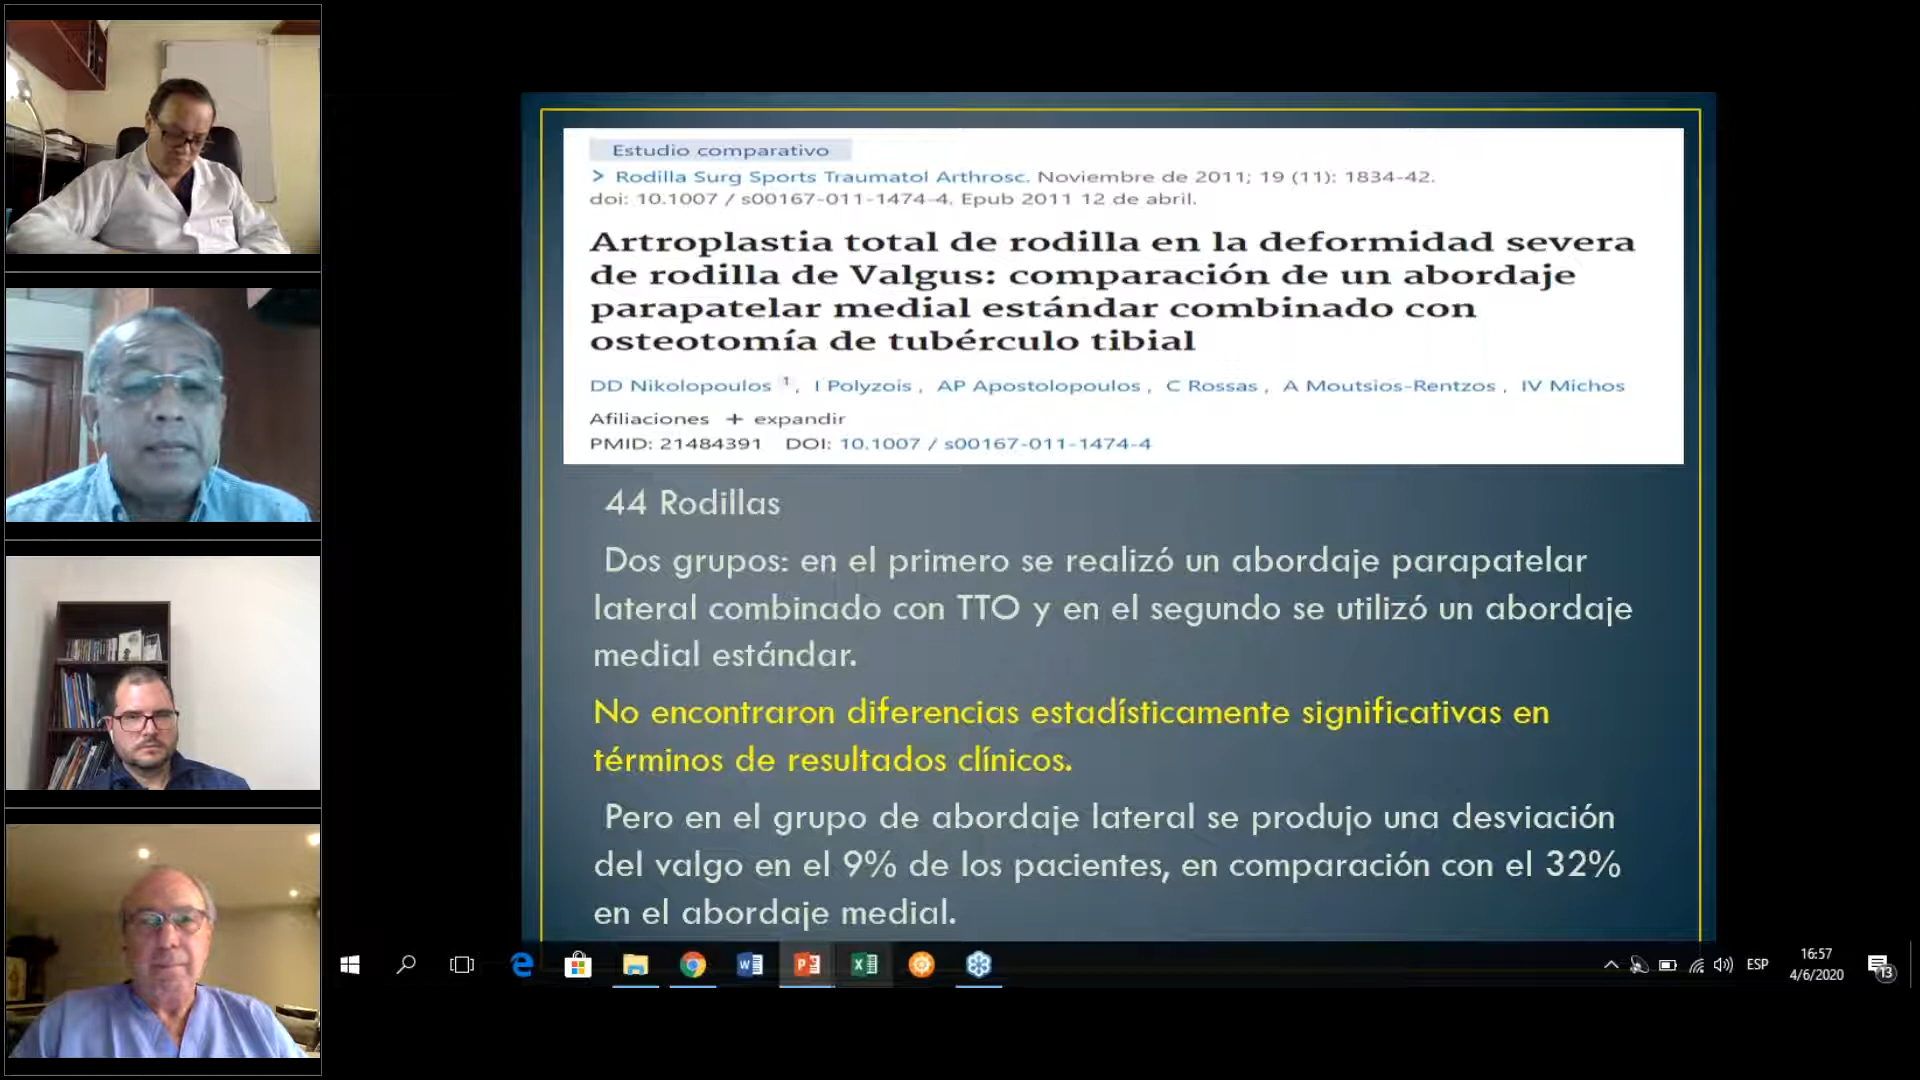 Estudio comparativo
> Rodilla Surg Sports Traumatol Arthrosc. Noviembre de 2011; 19 (11): 1834-42.
doi: 10.1007 / s00167-011-1474-4. Epub 2011 12 de abril.
Artroplastia total de rodilla en la deformidad severa
de rodilla de Valgus: comparación de un abordaje
parapatelar medial estándar combinado con
osteotomía de tubérculo tibial
DD Nikolopoulos 1, I Polyzois, AP Apostolopoulos, C Rossas, A Moutsios-Rentzos, IV Michos
Afiliaciones + expandir
PMID: 21484391 DOI: 10.1007 / s00167-011-1474-4
44 Rodillas
Dos grupos: en el primero se realizó un abordaje parapatelar
lateral combinado con TTO y en el segundo se utilizó un abordaje
medial estándar.
No encontraron diferencias estadísticamente significativas en
términos de resultados clínicos.
Pero en el grupo de abordaje lateral se produjo una desviación
del valgo en el 9% de los pacientes, en comparación con el 32%
en el abordaje medial.
ESP
16:57
4/6/2020
13